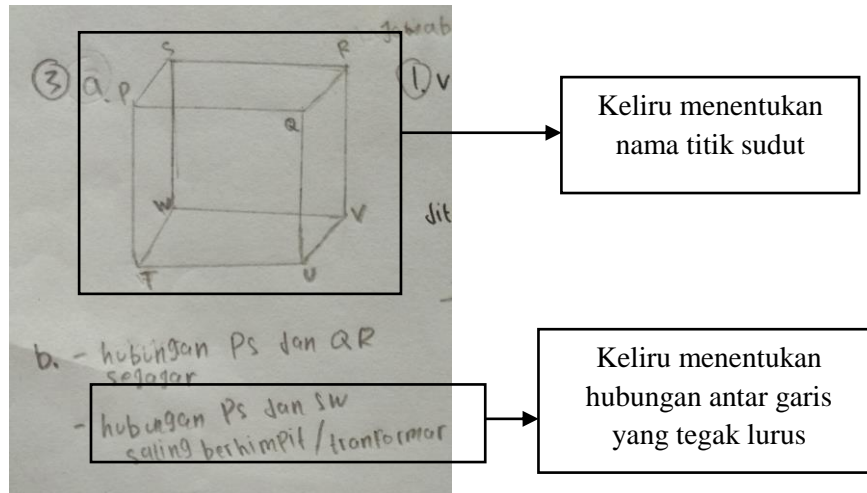 jawab
S
R
③ a. P
① V
Q
W
V
dit
T
U
b. - hubungan PS dan QR
sejajar
- hubungan PS dan SW
saling berhimpit / tranformar
Keliru menentukan
nama titik sudut
Keliru menentukan
hubungan antar garis
yang tegak lurus